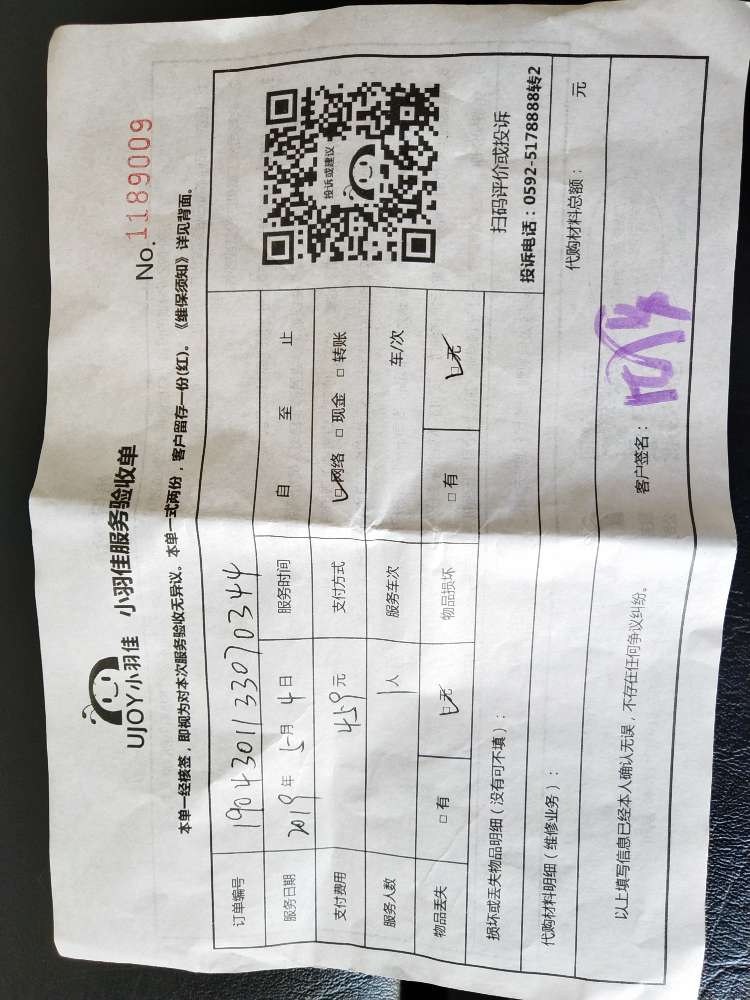 No.1189009
UJOY小羽佳 小羽佳服务验收单
本单一经核签，即视为对本次服务验收无异议。本单一式两份，客户留存一份(红)。《维保须知》详见背面。
订单编号 190430113307034​4
服务日期 2019年5月4日 服务时间 自 至 止
支付费用 459元 支付方式 □网络 □现金 □转账
服务人数 1人 服务车次 车/次
物品丢失 □有 □无 物品损坏 □有 □无
投诉或建议
扫码评价或投诉
投诉电话：0592-5178888转2
损坏或丢失物品明细（没有可不填）：
代购材料明细（维修业务）： 代购材料总额： 元
以上填写信息已经本人确认无误，不存在任何争议纠纷。 客户签名：